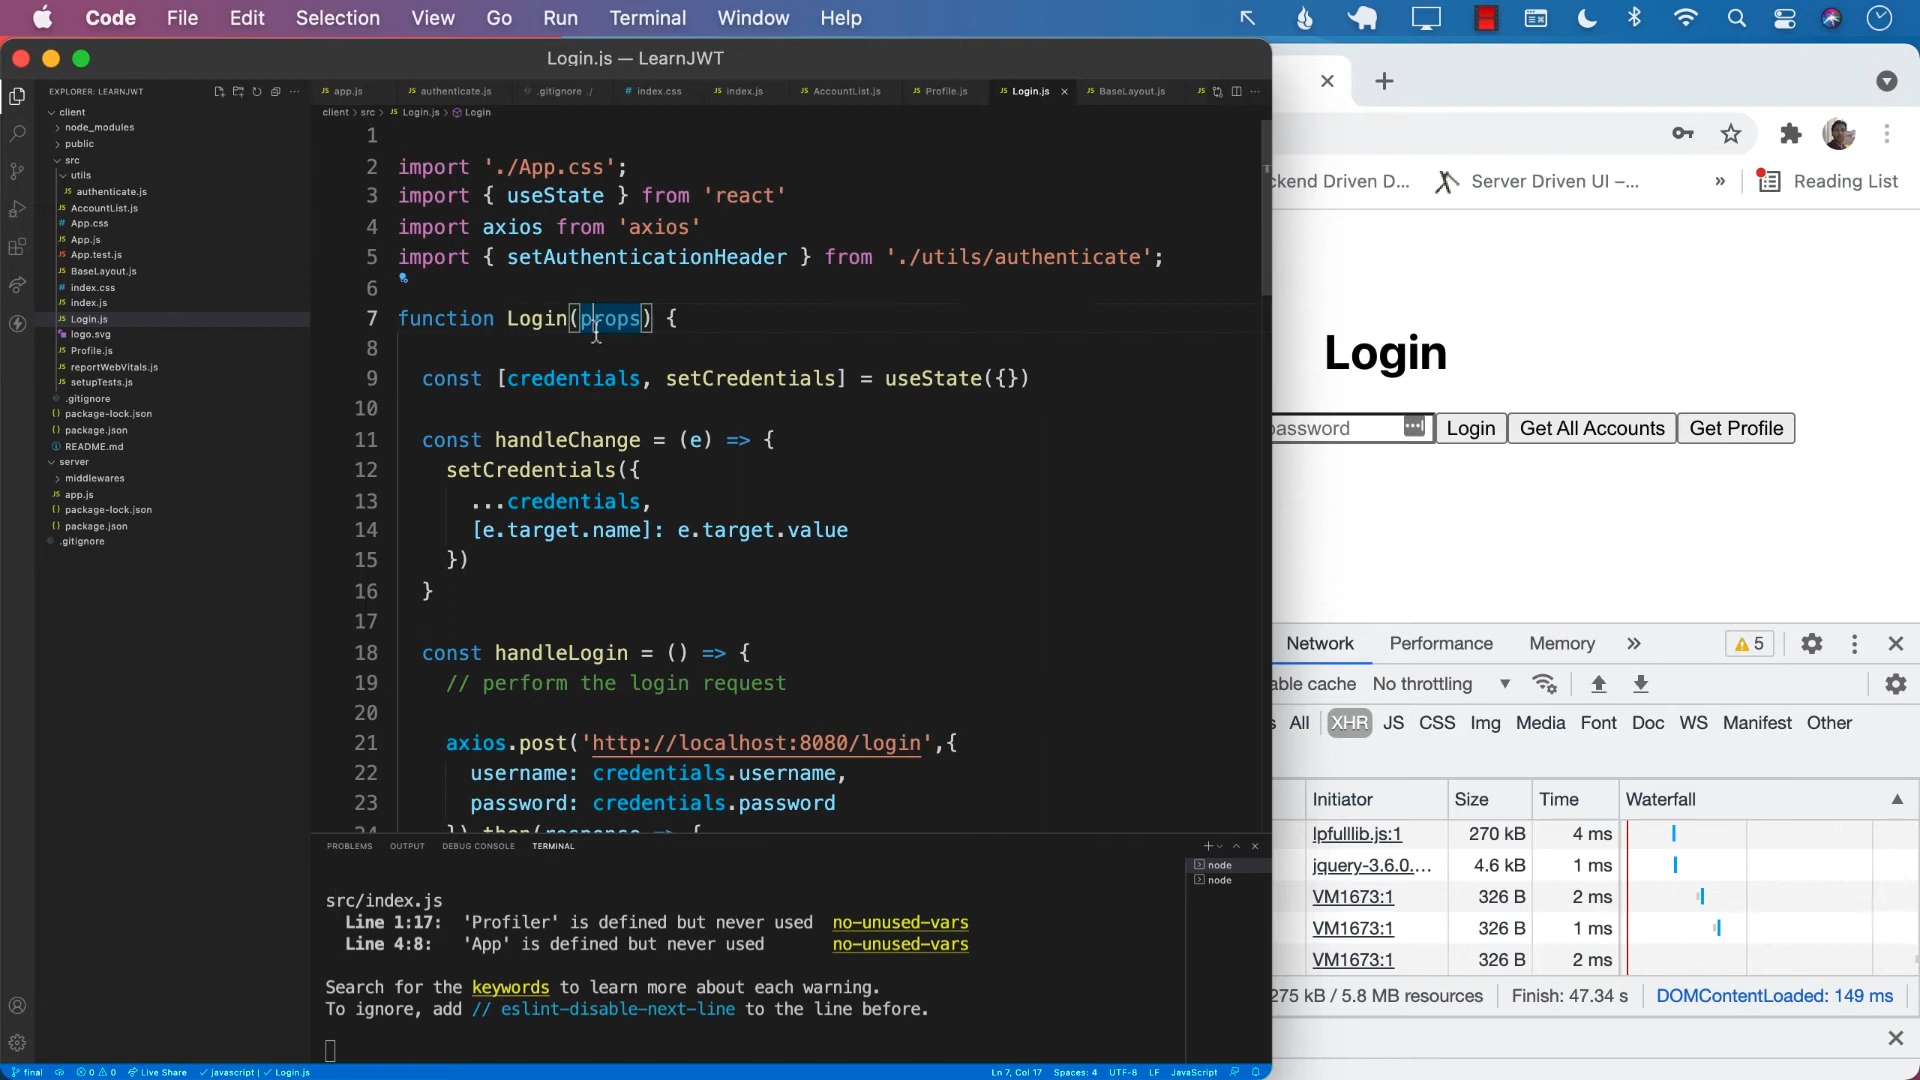 Code File Edit Selection View Go Run Terminal Window Help
Login.js — LearnJWT
EXPLORER: LEARNJWT
client
node_modules
public
src
utils
authenticate.js
AccountList.js
App.css
App.js
App.test.js
BaseLayout.js
index.css
index.js
Login.js
logo.svg
Profile.js
reportWebVitals.js
setupTests.js
.gitignore
package-lock.json
package.json
README.md
server
middlewares
app.js
package-lock.json
package.json
.gitignore
app.js authenticate.js .gitignore ./ index.css index.js AccountList.js Profile.js Login.js BaseLayout.js
client > src > Login.js > Login
1
2 import './App.css';
3 import { useState } from 'react'
4 import axios from 'axios'
5 import { setAuthenticationHeader } from './utils/authenticate';
6
7 function Login(props) {
8
9 const [credentials, setCredentials] = useState({})
10
11 const handleChange = (e) => {
12 setCredentials({
13 ...credentials,
14 [e.target.name]: e.target.value
15 })
16 }
17
18 const handleLogin = () => {
19 // perform the login request
20
21 axios.post('http://localhost:8080/login',{
22 username: credentials.username,
23 password: credentials.password
24 }).then(response => {
PROBLEMS OUTPUT DEBUG CONSOLE TERMINAL
node
node
src/index.js
Line 1:17: 'Profiler' is defined but never used no-unused-vars
Line 4:8: 'App' is defined but never used no-unused-vars
Search for the keywords to learn more about each warning.
To ignore, add // eslint-disable-next-line to the line before.
final 0 0 Live Share javascript | Login.js Ln 7, Col 17 Spaces: 4 UTF-8 LF JavaScript
ckend Driven D... Server Driven UI –... » Reading List
Login
password Login Get All Accounts Get Profile
Network Performance Memory » 5
able cache No throttling
s All XHR JS CSS Img Media Font Doc WS Manifest Other
Initiator Size Time Waterfall
lpfulllib.js:1 270 kB 4 ms
jquery-3.6.0.... 4.6 kB 1 ms
VM1673:1 326 B 2 ms
VM1673:1 326 B 1 ms
VM1673:1 326 B 2 ms
275 kB / 5.8 MB resources Finish: 47.34 s DOMContentLoaded: 149 ms